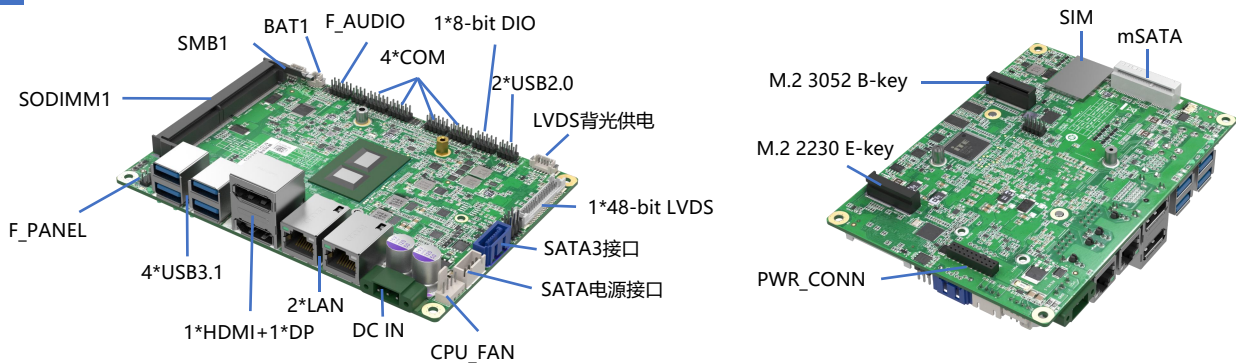 F_AUDIO
1*8-bit DIO
BAT1
SMB1
4*COM
SODIMM1
2*USB2.0
LVDS背光供电
F_PANEL
1*48-bit LVDS
4*USB3.1
SATA3接口
2*LAN
SATA电源接口
1*HDMI+1*DP
DC IN
CPU_FAN
SIM
mSATA
M.2 3052 B-key
M.2 2230 E-key
PWR_CONN